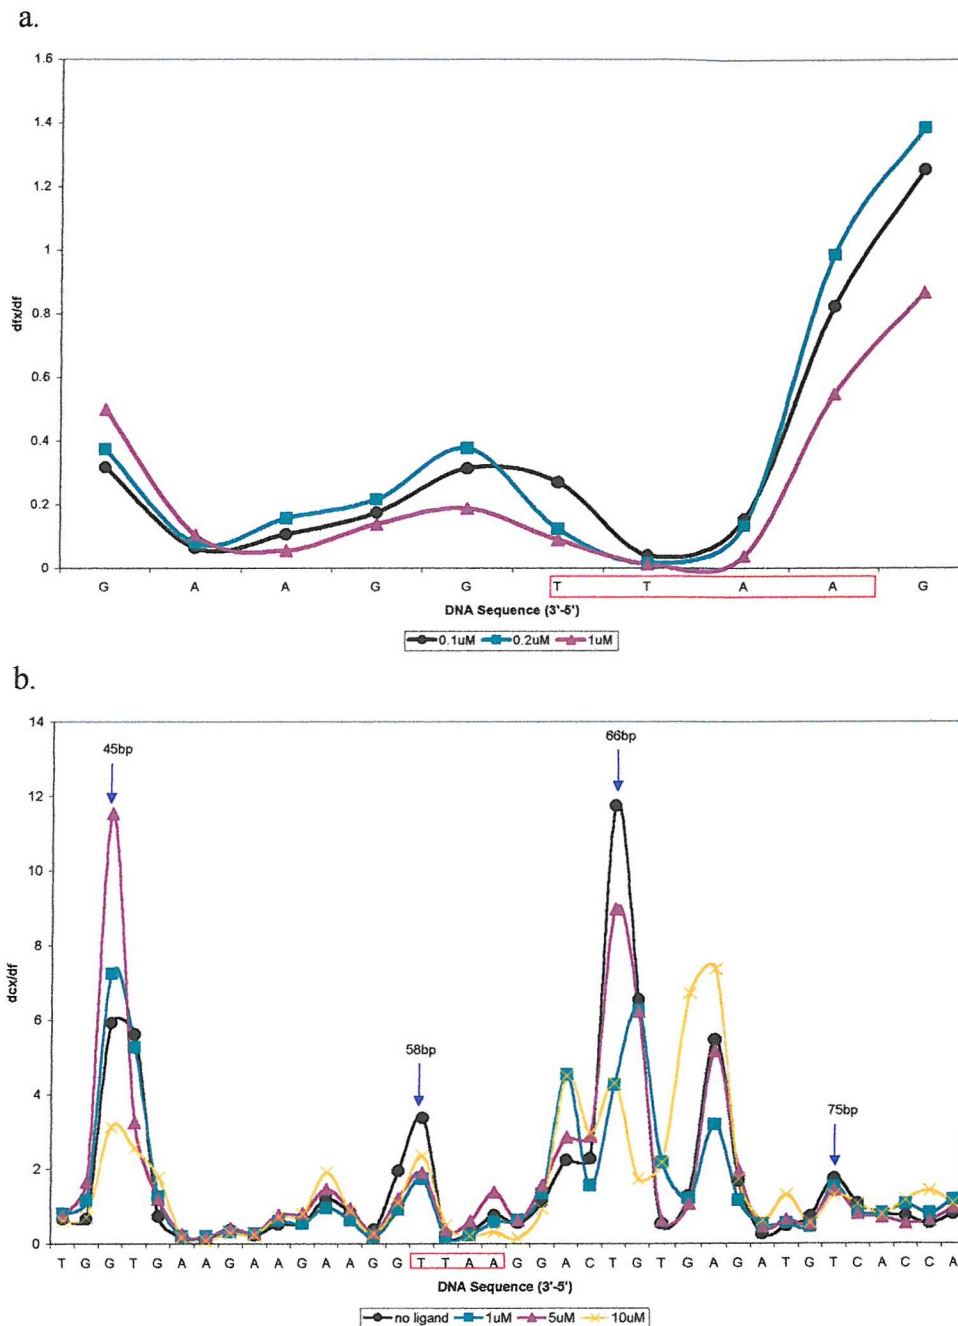 a.
1.6
1.4
1.2
1
0.8
0.6
0.4
0.2
0
dfx/df
G A A G G T T A A G
DNA Sequence (3'-5')
0.1uM 0.2uM 1uM
b.
14
12
10
8
6
4
2
0
dcx/df
45bp
58bp
66bp
75bp
T G G T G A A G A A G A A G G T T A A G G A C T G T G A G A T G T C A C C A
DNA Sequence (3'-5')
no ligand 1uM 5uM 10uM